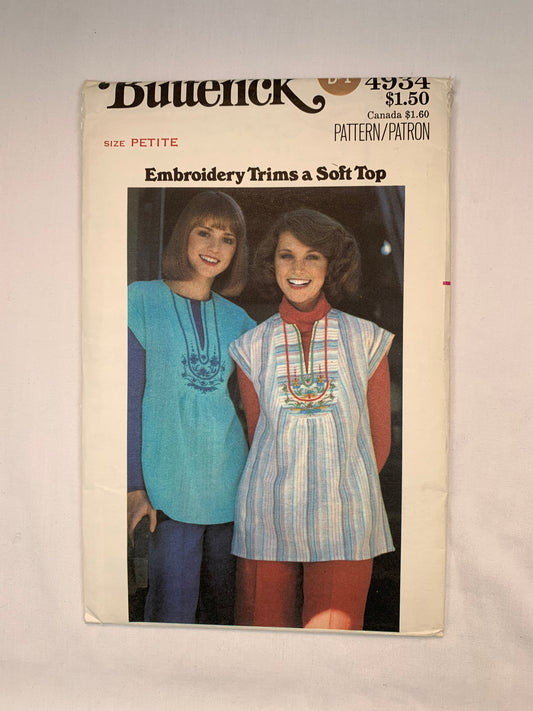 Butterick
4934
$1.50
Canada $1.60
PATTERN/PATRON
SIZE PETITE
Embroidery Trims a Soft Top